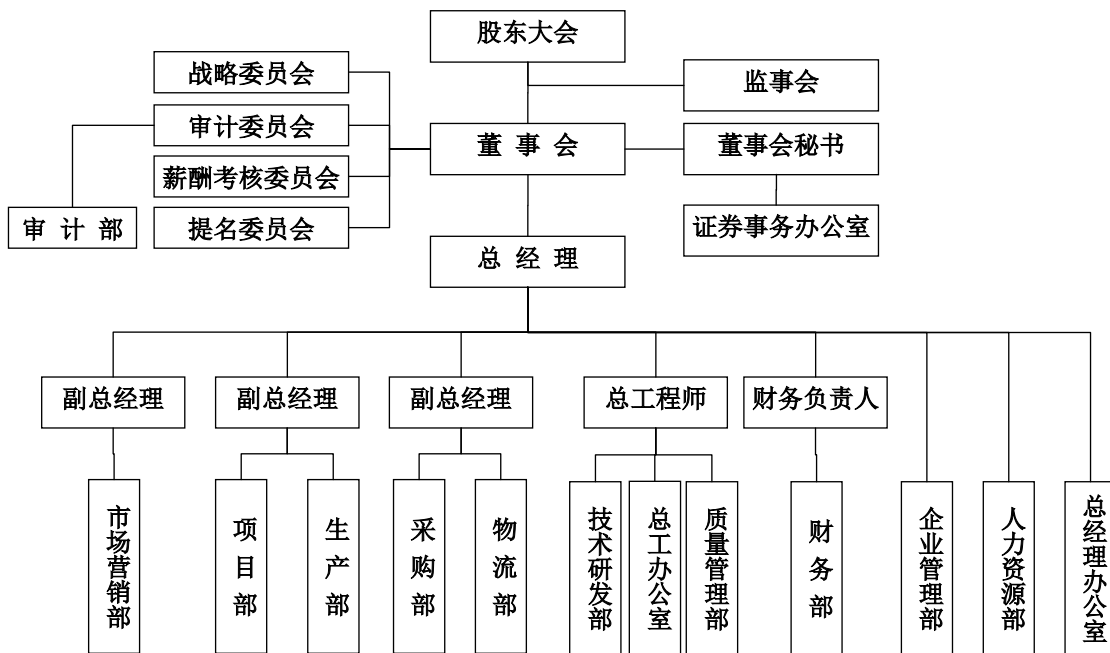 股东大会
战略委员会
监事会
审计委员会
董 事 会
董事会秘书
薪酬考核委员会
审 计 部
提名委员会
证券事务办公室
总 经 理
副总经理
副总经理
副总经理
总工程师
财务负责人
市场营销部
项目部
生产部
采购部
物流部
技术研发部
总工办公室
质量管理部
财务部
企业管理部
人力资源部
总经理办公室